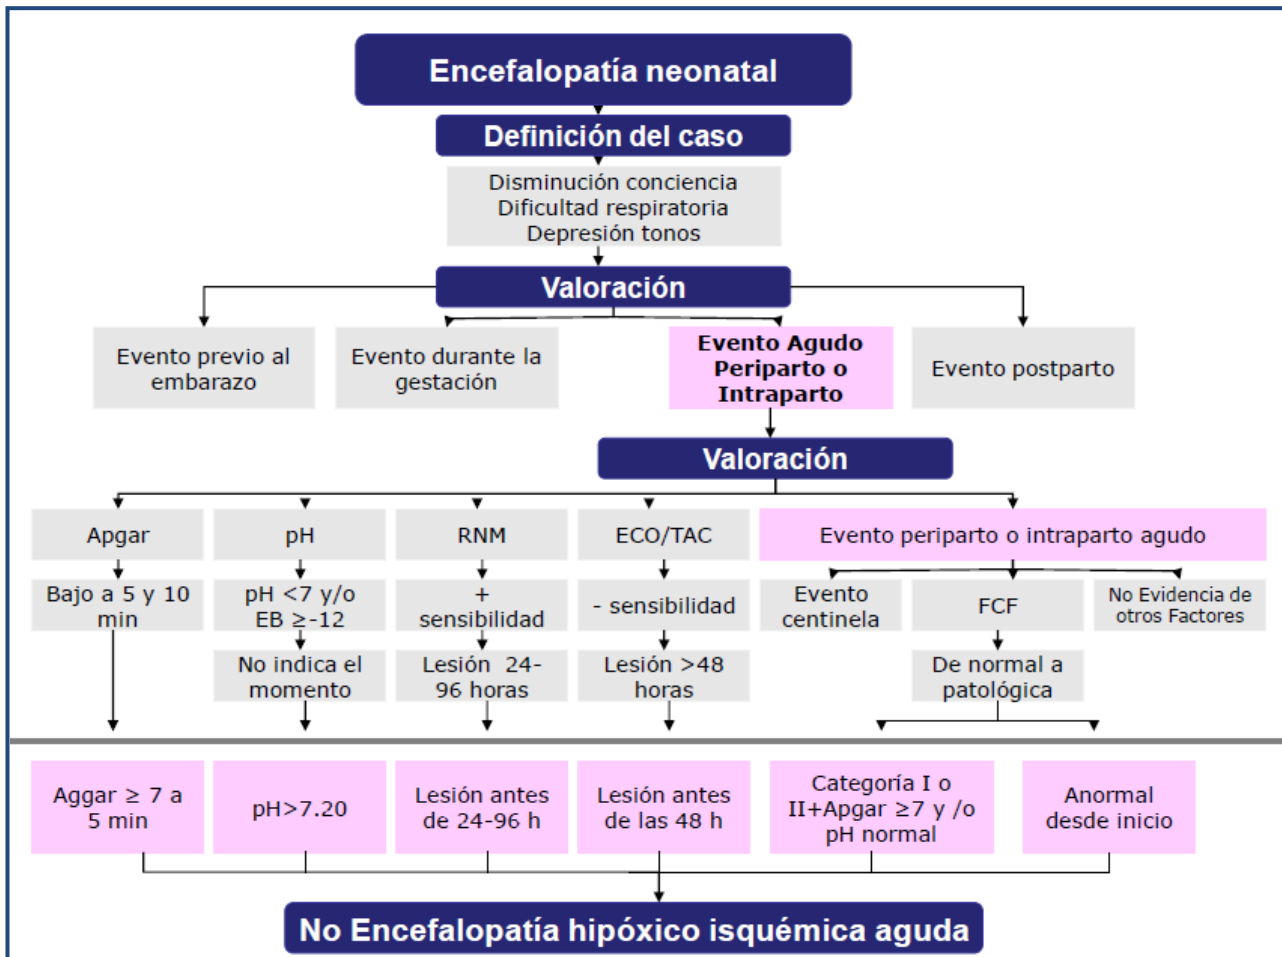 Encefalopatía neonatal
Definición del caso
Disminución conciencia
Dificultad respiratoria
Depresión tonos
Valoración
Evento previo al
embarazo
Evento durante la
gestación
Evento Agudo
Periparto o
Intraparto
Evento postparto
Valoración
Apgar
pH
RNM
ECO/TAC
Evento periparto o intraparto agudo
Bajo a 5 y 10
min
pH <7 y/o
EB ≥-12
+
sensibilidad
- sensibilidad
Evento
centinela
FCF
No Evidencia de
otros Factores
No indica el
momento
Lesión 24-
96 horas
Lesión >48
horas
De normal a
patológica
Aggar ≥ 7 a
5 min
pH>7.20
Lesión antes
de 24-96 h
Lesión antes
de las 48 h
Categoría I o
II+Apgar ≥7 y /o
pH normal
Anormal
desde inicio
No Encefalopatía hipóxico isquémica aguda